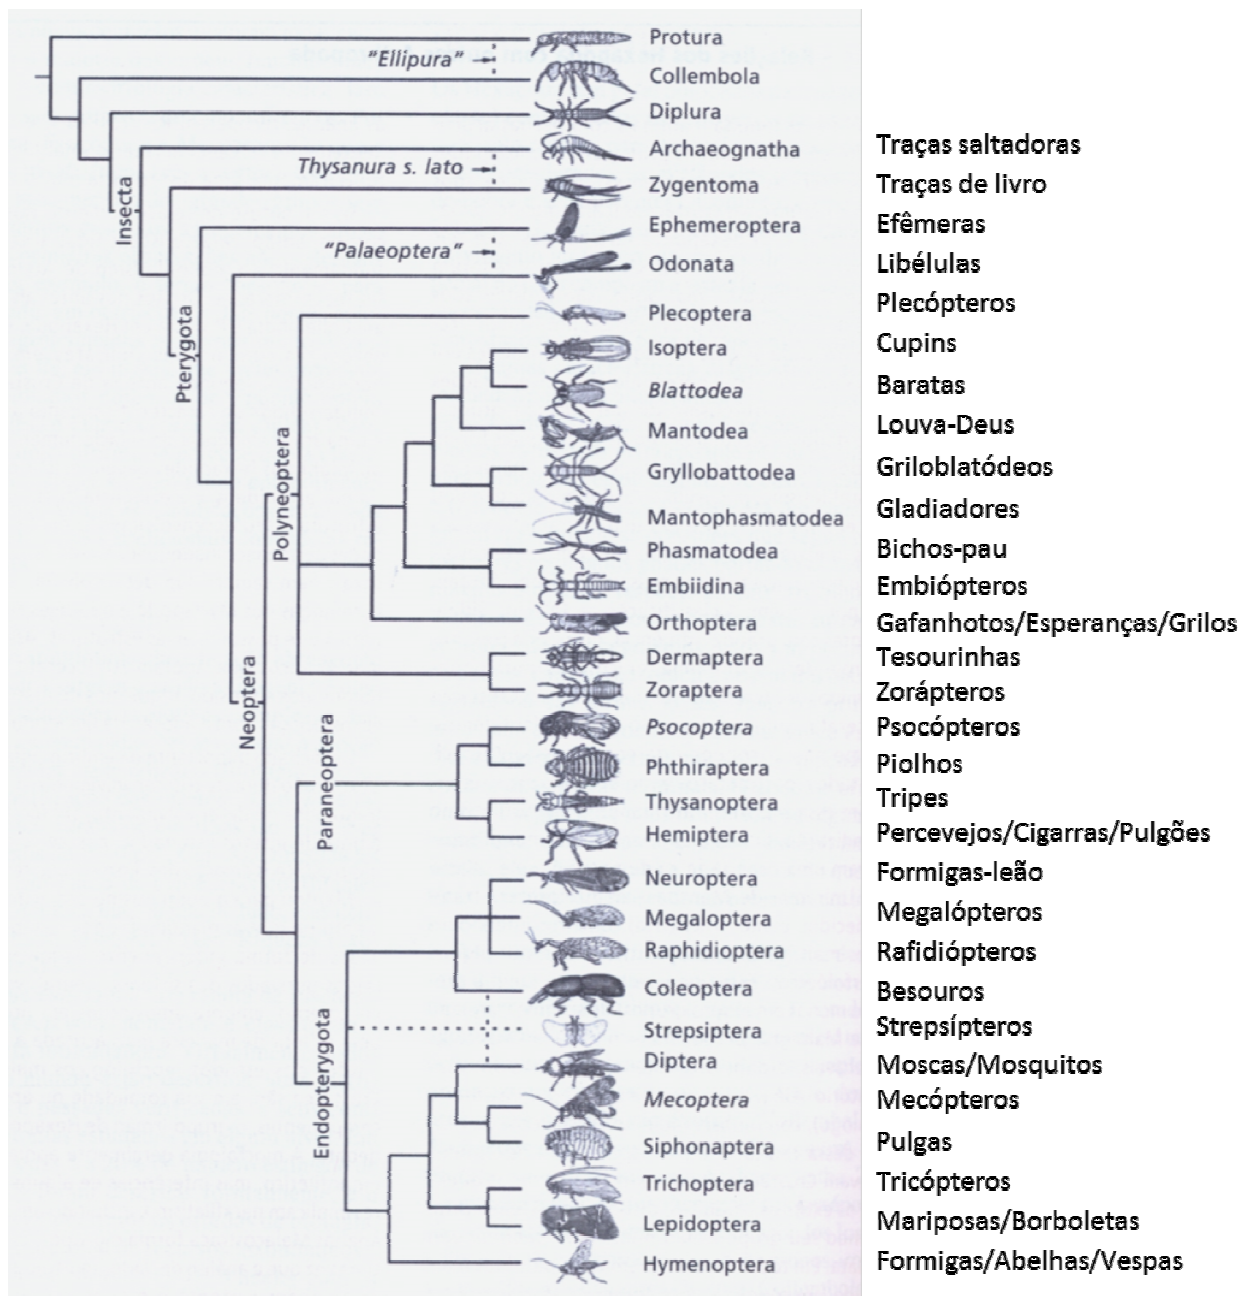 Protura
"Ellipura"
Collembola
Diplura
Archaeognatha Traças saltadoras
Thysanura s. lato
Zygentoma Traças de livro
Insecta
Ephemeroptera Efêmeras
"Palaeoptera"
Odonata Libélulas
Plecoptera Plecópteros
Pterygota
Isoptera Cupins
Blattodea Baratas
Mantodea Louva-Deus
Polyneoptera
Gryllobattodea Griloblatódeos
Mantophasmatodea Gladiadores
Phasmatodea Bichos-pau
Embiidina Embiópteros
Orthoptera Gafanhotos/Esperanças/Grilos
Dermaptera Tesourinhas
Zoraptera Zorápteros
Neoptera
Psocoptera Psocópteros
Paraneoptera
Phthiraptera Piolhos
Thysanoptera Tripes
Hemiptera Percevejos/Cigarras/Pulgões
Neuroptera Formigas-leão
Megaloptera Megalópteros
Raphidioptera Rafidiópteros
Coleoptera Besouros
Strepsiptera Strepsípteros
Endopterygota
Diptera Moscas/Mosquitos
Mecoptera Mecópteros
Siphonaptera Pulgas
Trichoptera Tricópteros
Lepidoptera Mariposas/Borboletas
Hymenoptera Formigas/Abelhas/Vespas